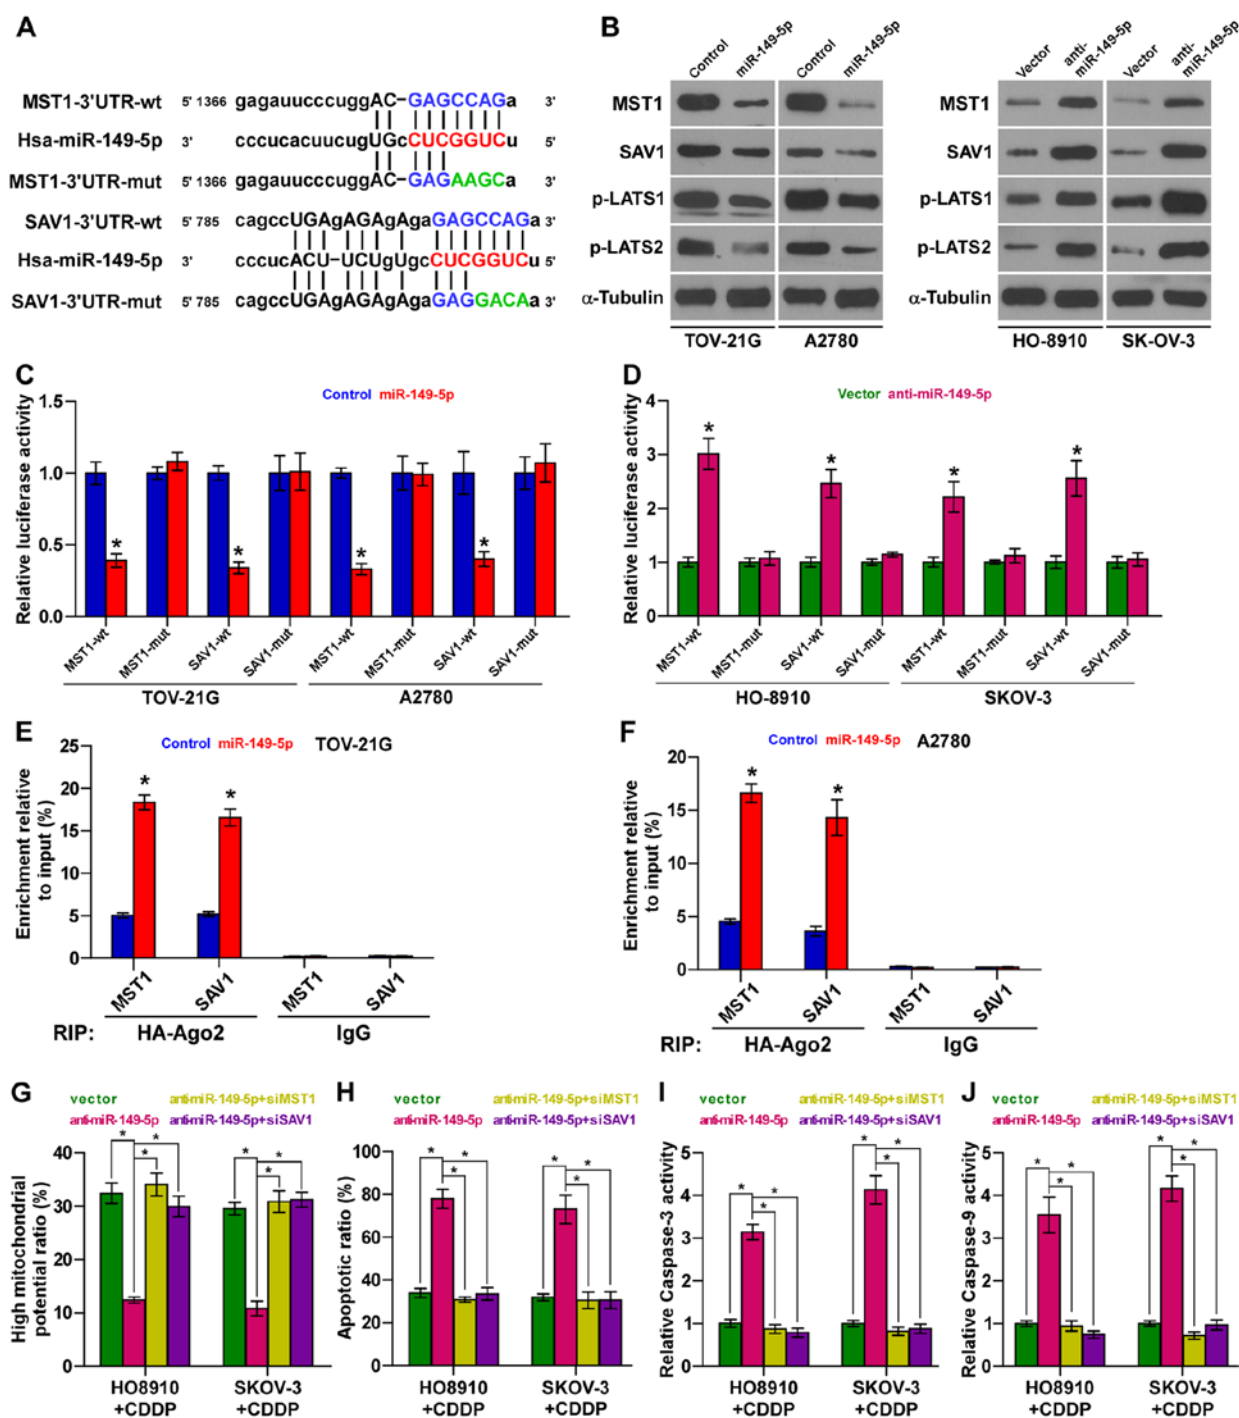 A
MST1-3'UTR-wt 5' 1366 gagauucccuggAC-GAGCCAGa 3'
Hsa-miR-149-5p 3' cccucacuucuguUGcCUCGGUCu 5'
MST1-3'UTR-mut 5' 1366 gagauucccuggAC-GAGAAGCa 3'
SAV1-3'UTR-wt 5' 785 cagccUGAgAGAgAgaGAGCCAGa 3'
Hsa-miR-149-5p 3' cccucACU-UCUgUgcCUCGGUCu 5'
SAV1-3'UTR-mut 5' 785 cagccUGAgAGAgAgaGAGGACAa 3'
B
Control miR-149-5p Control miR-149-5p
MST1
SAV1
p-LATS1
p-LATS2
α-Tubulin
TOV-21G A2780
Vector anti-miR-149-5p Vector anti-miR-149-5p
MST1
SAV1
p-LATS1
p-LATS2
α-Tubulin
HO-8910 SK-OV-3
C
Control miR-149-5p
Relative luciferase activity
1.5
1.0
0.5
0.0
* * * *
MST1-wt MST1-mut SAV1-wt SAV1-mut MST1-wt MST1-mut SAV1-wt SAV1-mut
TOV-21G A2780
D
Vector anti-miR-149-5p
Relative luciferase activity
4
3
2
1
0
* * * *
MST1-wt MST1-mut SAV1-wt SAV1-mut MST1-wt MST1-mut SAV1-wt SAV1-mut
HO-8910 SKOV-3
E
Control miR-149-5p TOV-21G
Enrichment relative
to input (%)
25
20
15
10
5
0
* *
MST1 SAV1 MST1 SAV1
RIP: HA-Ago2 IgG
F
Control miR-149-5p A2780
Enrichment relative
to input (%)
20
15
10
5
0
* *
MST1 SAV1 MST1 SAV1
RIP: HA-Ago2 IgG
G
vector anti-miR-149-5p+siMST1
anti-miR-149-5p anti-miR-149-5p+siSAV1
High mitochondrial
potential ratio (%)
40
30
20
10
0
* * * * * *
HO8910 SKOV-3
+CDDP +CDDP
H
vector anti-miR-149-5p+siMST1
anti-miR-149-5p anti-miR-149-5p+siSAV1
Apoptotic ratio (%)
100
80
60
40
20
0
* * * * * *
HO8910 SKOV-3
+CDDP +CDDP
I
vector anti-miR-149-5p+siMST1
anti-miR-149-5p anti-miR-149-5p+siSAV1
Relative Caspase-3 activity
5
4
3
2
1
0
* * * * * *
HO8910 SKOV-3
+CDDP +CDDP
J
vector anti-miR-149-5p+siMST1
anti-miR-149-5p anti-miR-149-5p+siSAV1
Relative Caspase-9 activity
5
4
3
2
1
0
* * * * * *
HO8910 SKOV-3
+CDDP +CDDP